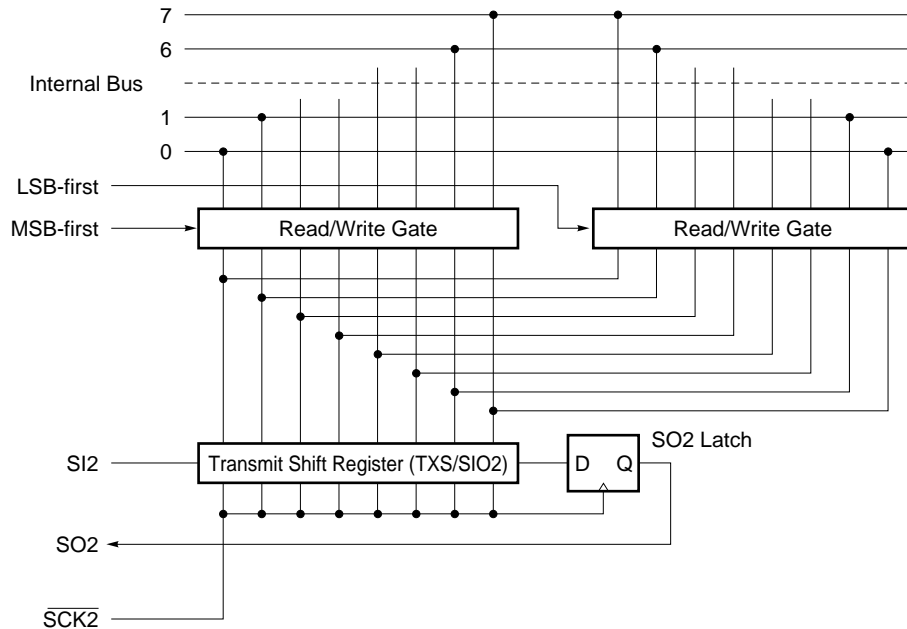 7
6
Internal Bus
1
0
LSB-first
MSB-first
Read/Write Gate
Read/Write Gate
SO2 Latch
SI2
Transmit Shift Register (TXS/SIO2)
D Q
SO2
SCK2